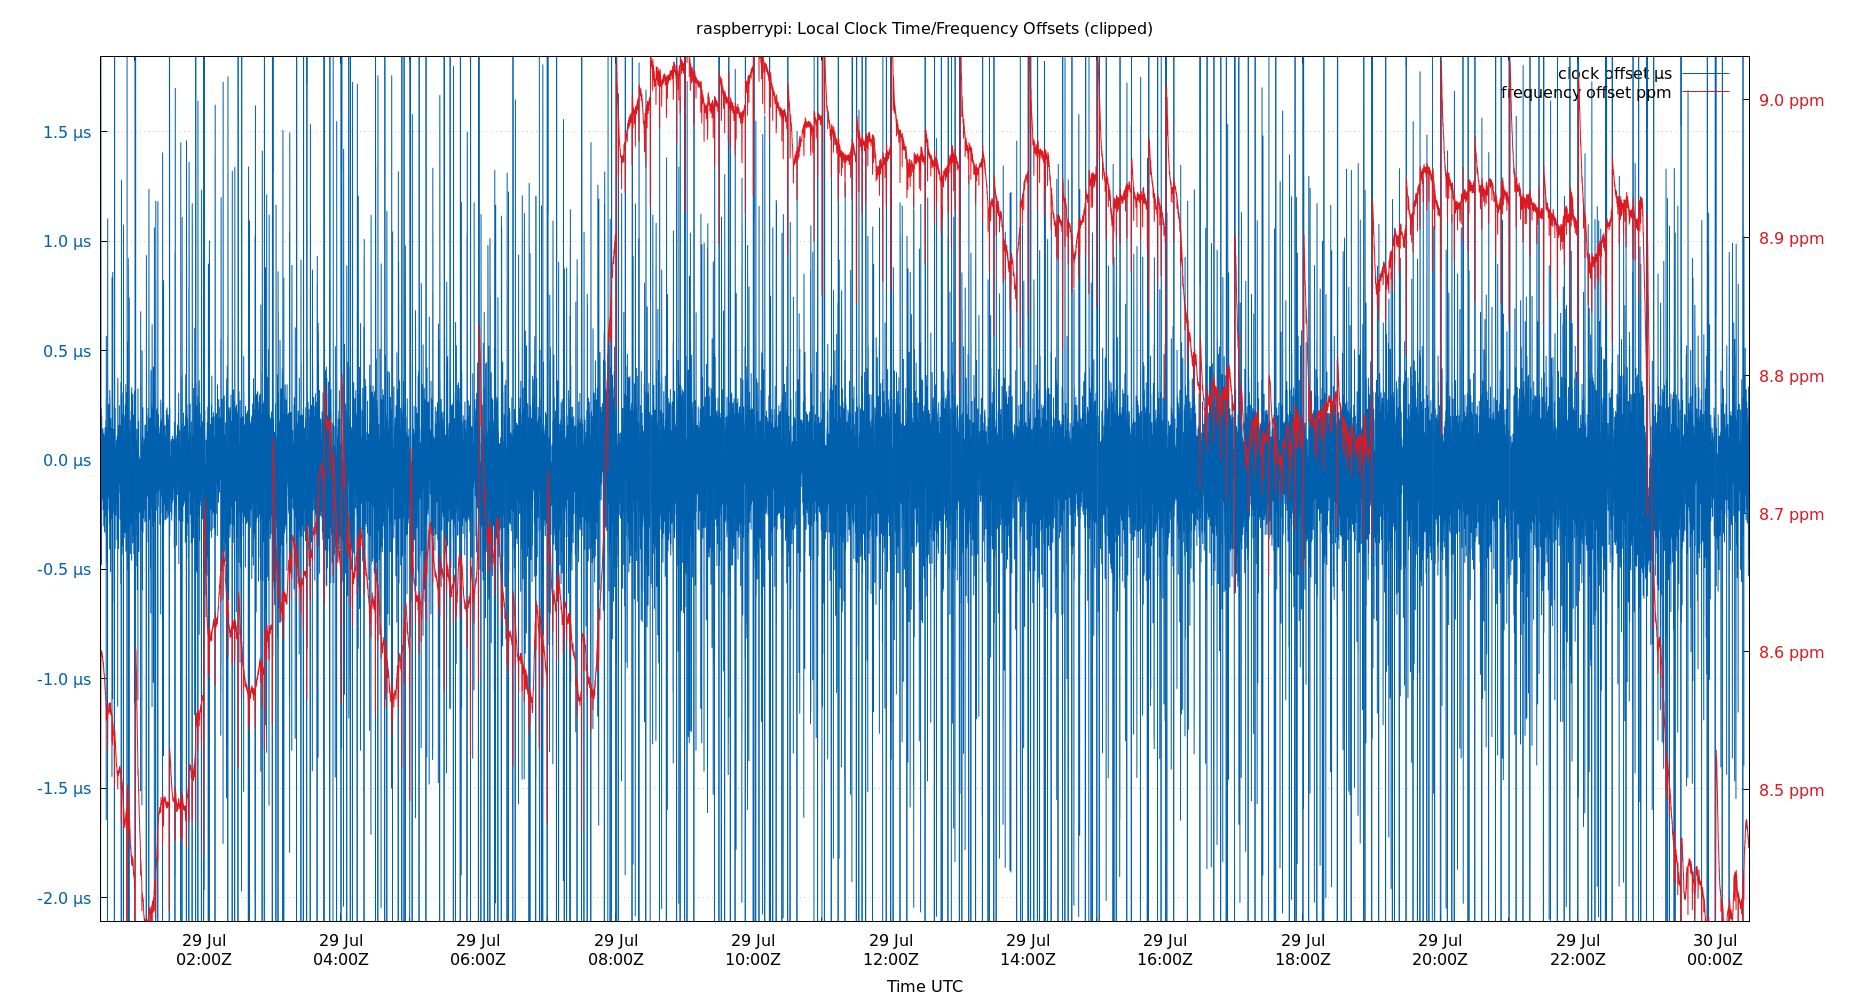 raspberrypi: Local Clock Time/Frequency Offsets (clipped)
clock offset µs
frequency offset ppm
1.5 µs
1.0 µs
0.5 µs
0.0 µs
-0.5 µs
-1.0 µs
-1.5 µs
-2.0 µs
9.0 ppm
8.9 ppm
8.8 ppm
8.7 ppm
8.6 ppm
8.5 ppm
29 Jul 29 Jul 29 Jul 29 Jul 29 Jul 29 Jul 29 Jul 29 Jul 29 Jul 29 Jul 29 Jul 30 Jul
02:00Z 04:00Z 06:00Z 08:00Z 10:00Z 12:00Z 14:00Z 16:00Z 18:00Z 20:00Z 22:00Z 00:00Z
Time UTC